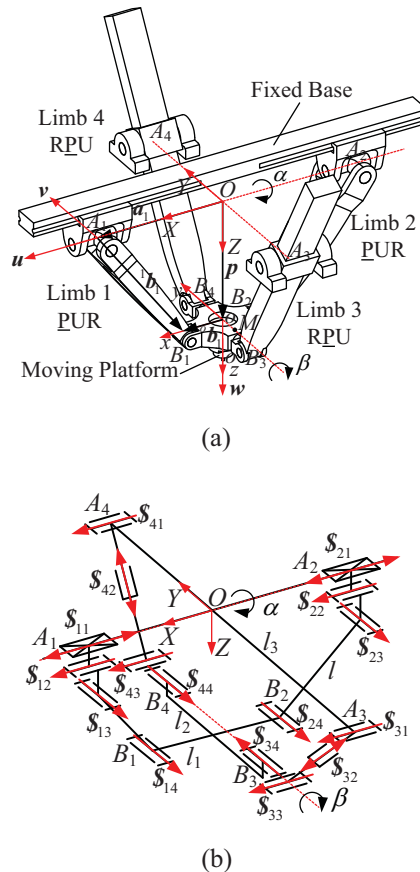 Limb 4
RPU
A4
Fixed Base
A2
v
Y
O
α
A1
a1
X
u
Z
A3
Limb 2
PUR
p
Limb 1
PUR
1b1
B4
B2
Limb 3
RPU
x
b1
M
B1
B3
β
Moving Platform
z
w
(a)
A4
$41
$42
Y
O
α
A2
$21
$22
A1
$11
X
Z
l3
$23
$12
$43
$44
l
$13
B4
l2
B2
$24
A3
$31
B1
l1
$34
$32
$14
B3
$33
β
(b)